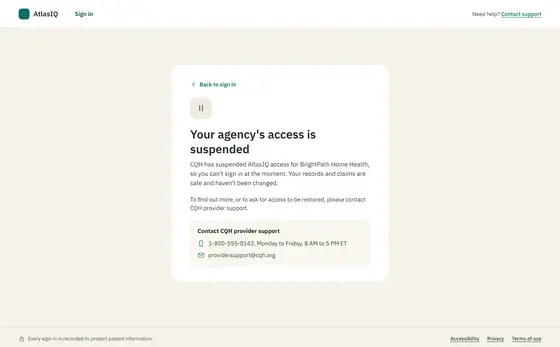 AtlasIQ
Sign in
Need help? Contact support
Back to sign in
Your agency's access is
suspended
CQH has suspended AtlasIQ access for BrightPath Home Health,
so you can't sign in at the moment. Your records and claims are
safe and haven't been changed.
To find out more, or to ask for access to be restored, please contact
CQH provider support.
Contact CQH provider support
1-800-555-0142, Monday to Friday, 8 AM to 5 PM ET
providersupport@cqh.org
Every sign-in is recorded to protect patient information.
Accessibility
Privacy
Terms of use